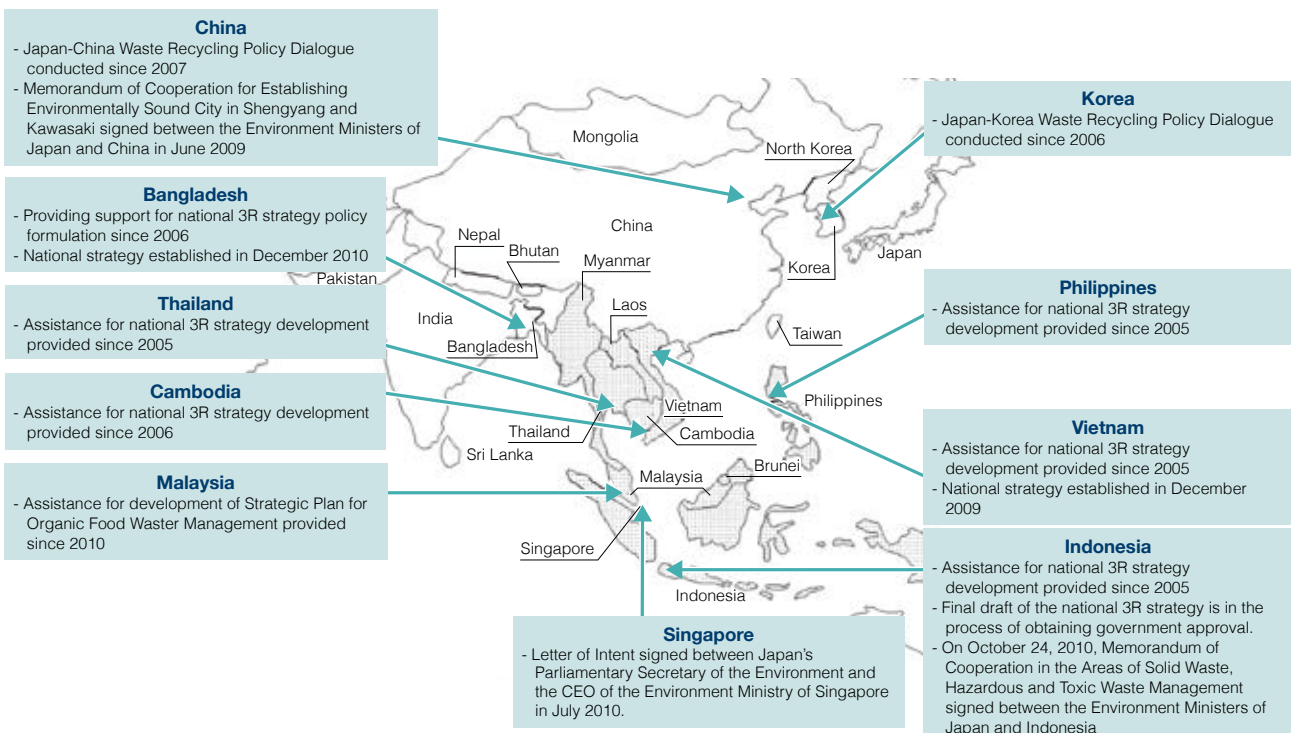 China
- Japan-China Waste Recycling Policy Dialogue
conducted since 2007
- Memorandum of Cooperation for Establishing
Environmentally Sound City in Shengyang and
Kawasaki signed between the Environment Ministers of
Japan and China in June 2009
Bangladesh
- Providing support for national 3R strategy policy
formulation since 2006
- National strategy established in December 2010
Thailand
- Assistance for national 3R strategy development
provided since 2005
Cambodia
- Assistance for national 3R strategy development
provided since 2006
Malaysia
- Assistance for development of Strategic Plan for
Organic Food Waster Management provided
since 2010
Mongolia
North Korea
China
Nepal
Bhutan
Myanmar
Korea
Japan
Pakistan
India
Laos
Bangladesh
Taiwan
Vietnam
Philippines
Thailand
Cambodia
Sri Lanka
Malaysia
Brunei
Singapore
Indonesia
Korea
- Japan-Korea Waste Recycling Policy Dialogue
conducted since 2006
Philippines
- Assistance for national 3R strategy
development provided since 2005
Vietnam
- Assistance for national 3R strategy
development provided since 2005
- National strategy established in December
2009
Indonesia
- Assistance for national 3R strategy
development provided since 2005
- Final draft of the national 3R strategy is in the
process of obtaining government approval.
- On October 24, 2010, Memorandum of
Cooperation in the Areas of Solid Waste,
Hazardous and Toxic Waste Management
signed between the Environment Ministers of
Japan and Indonesia
Singapore
- Letter of Intent signed between Japan's
Parliamentary Secretary of the Environment and
the CEO of the Environment Ministry of Singapore
in July 2010.